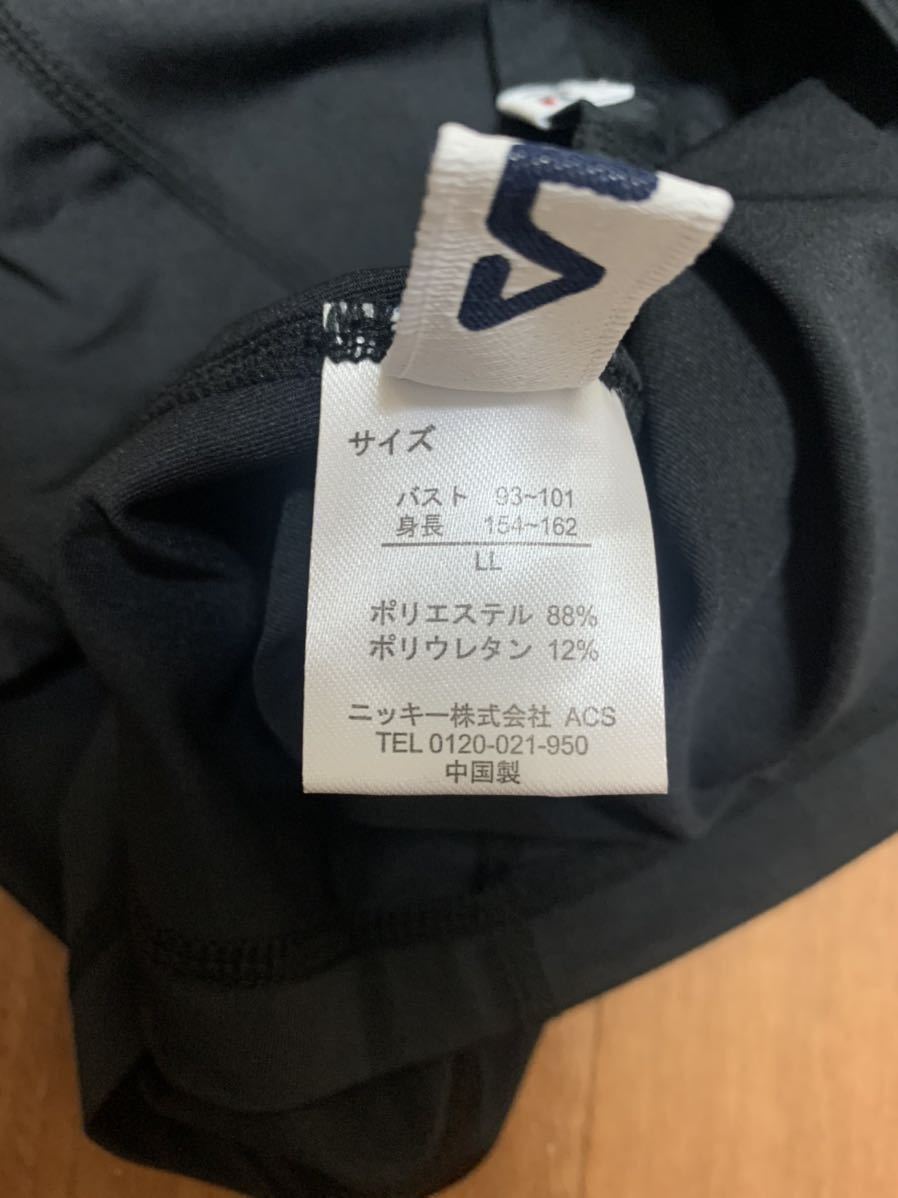 サイズ
バスト 93~101
身長 154~162
LL
ポリエステル 88%
ポリウレタン 12%
ニッキー株式会社 ACS
TEL 0120-021-950
中国製